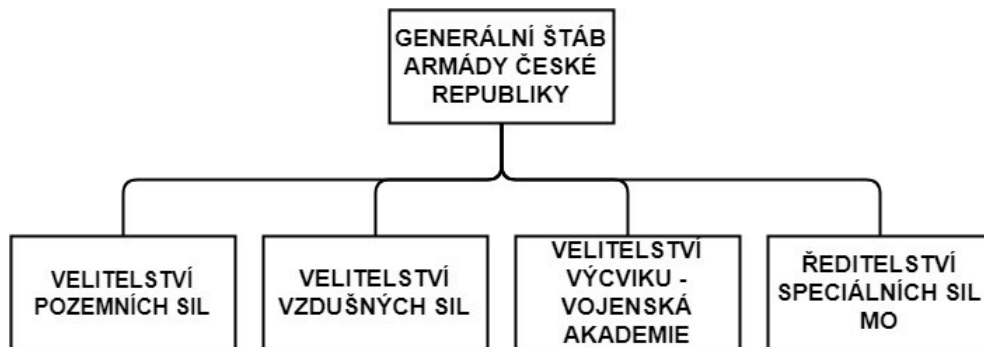 GENERÁLNÍ ŠTÁB
ARMÁDY ČESKÉ
REPUBLIKY
VELITELSTVÍ
POZEMNÍCH SIL
VELITELSTVÍ
VZDUŠNÝCH SIL
VELITELSTVÍ
VÝCVIKU -
VOJENSKÁ
AKADEMIE
ŘEDITELSTVÍ
SPECIÁLNÍCH SIL
MO